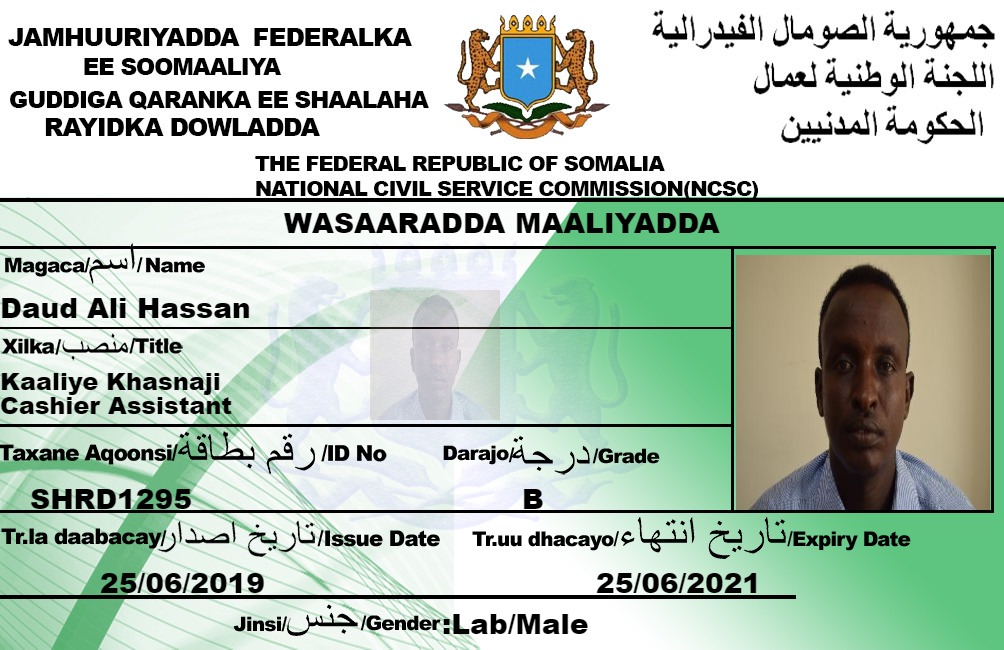 JAMHUURIYADDA FEDERALKA
EE SOOMAALIYA
GUDDIGA QARANKA EE SHAALAHA
RAYIDKA DOWLADDA
جمهورية الصومال الفيدرالية
اللجنة الوطنية لعمال
الحكومة المدنيين
THE FEDERAL REPUBLIC OF SOMALIA
NATIONAL CIVIL SERVICE COMMISSION(NCSC)
WASAARADDA MAALIYADDA
Magaca/اسم/Name
Daud Ali Hassan
Xilka/منصب/Title
Kaaliye Khasnaji
Cashier Assistant
Taxane Aqoonsi/رقم بطاقة/ID No
SHRD1295
Darajo/درجة/Grade
B
Tr.la daabacay/تاريخ اصدار/Issue Date
25/06/2019
Tr.uu dhacayo/تاريخ انتهاء/Expiry Date
25/06/2021
Jinsi/جنس/Gender:Lab/Male